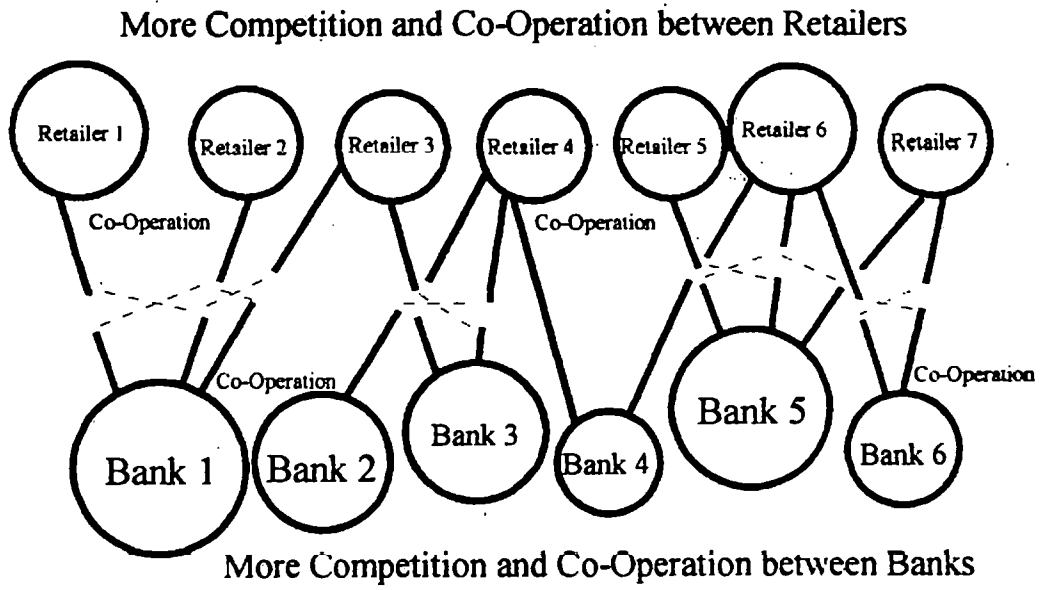 More Competition and Co-Operation between Retailers
Retailer 1
Retailer 2
Retailer 3
Retailer 4
Retailer 5
Retailer 6
Retailer 7
Co-Operation
Co-Operation
Co-Operation
Co-Operation
Bank 1
Bank 2
Bank 3
Bank 4
Bank 5
Bank 6
More Competition and Co-Operation between Banks